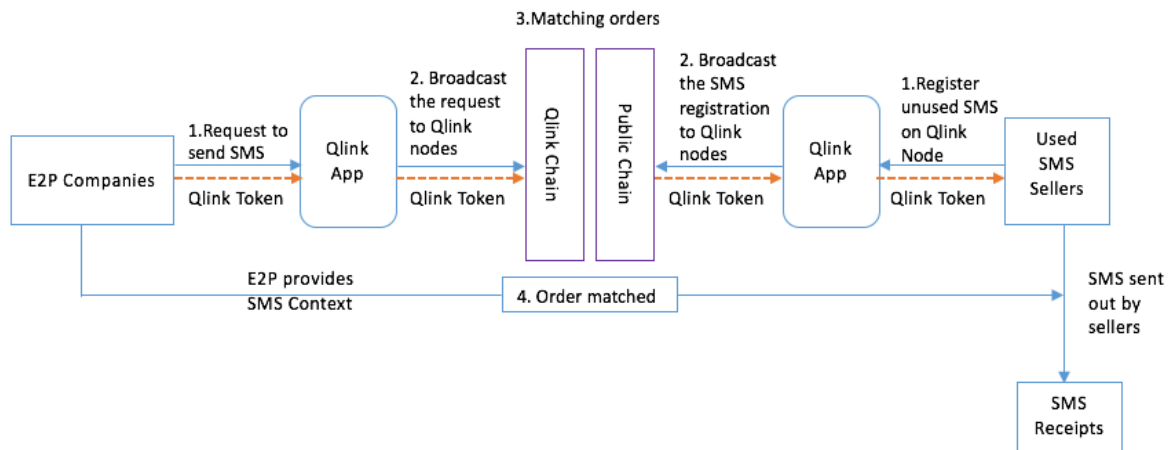 3.Matching orders
E2P Companies
1.Request to
send SMS
Qlink Token
Qlink
App
2. Broadcast
the request
to Qlink
nodes
Qlink Token
Qlink Chain
Public Chain
2. Broadcast
the SMS
registration
to Qlink
nodes
Qlink Token
Qlink
App
1.Register
unused SMS
on Qlink
Node
Qlink Token
Used
SMS
Sellers
E2P provides
SMS Context
4. Order matched
SMS sent
out by
sellers
SMS
Receipts